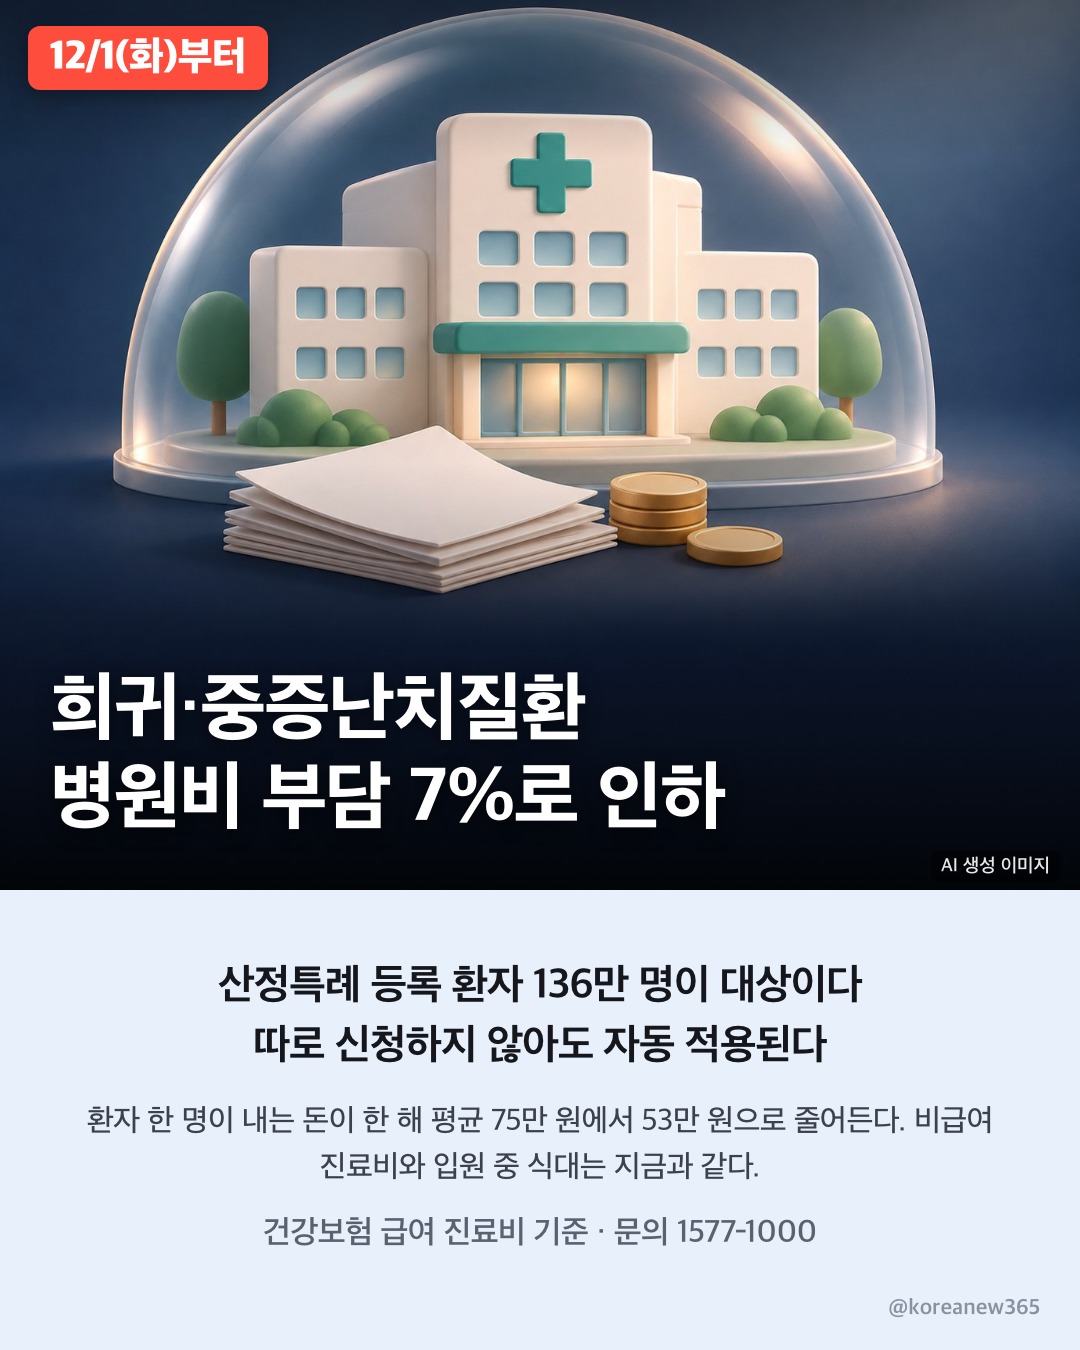 12/1(화)부터
희귀·중증난치질환
병원비 부담 7%로 인하
AI 생성 이미지
산정특례 등록 환자 136만 명이 대상이다
따로 신청하지 않아도 자동 적용된다
환자 한 명이 내는 돈이 한 해 평균 75만 원에서 53만 원으로 줄어든다. 비급여
진료비와 입원 중 식대는 지금과 같다.
건강보험 급여 진료비 기준 · 문의 1577-1000
@koreanew365